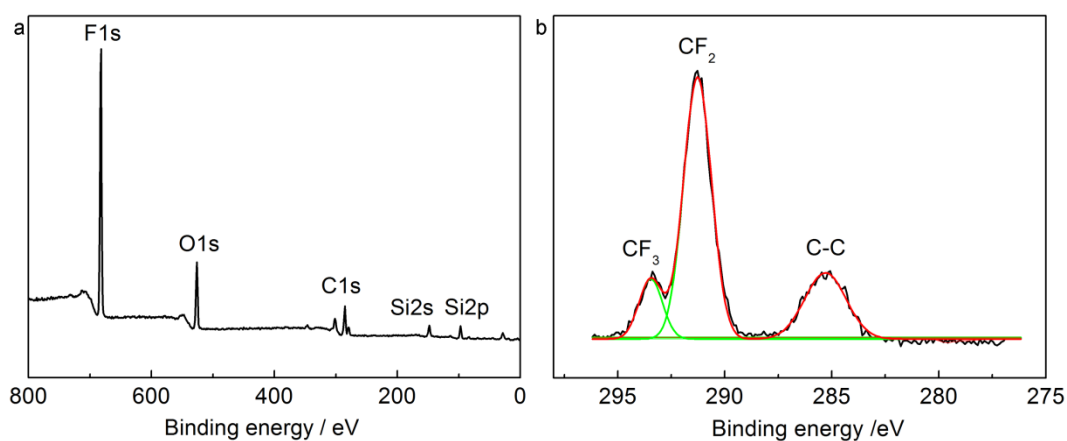 a
F1s
O1s
C1s
Si2s Si2p
800 600 400 200 0
Binding energy / eV
b
CF₂
CF₃
C-C
295 290 285 280 275
Binding energy /eV